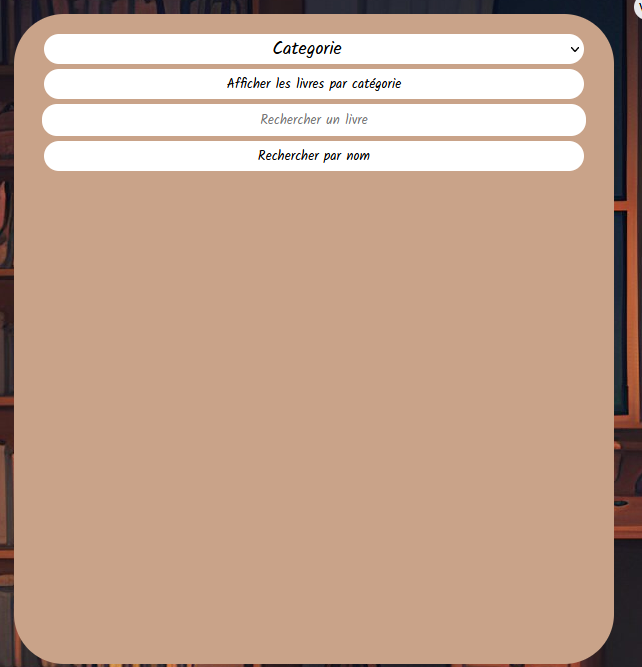 Categorie
Afficher les livres par catégorie
Rechercher un livre
Rechercher par nom